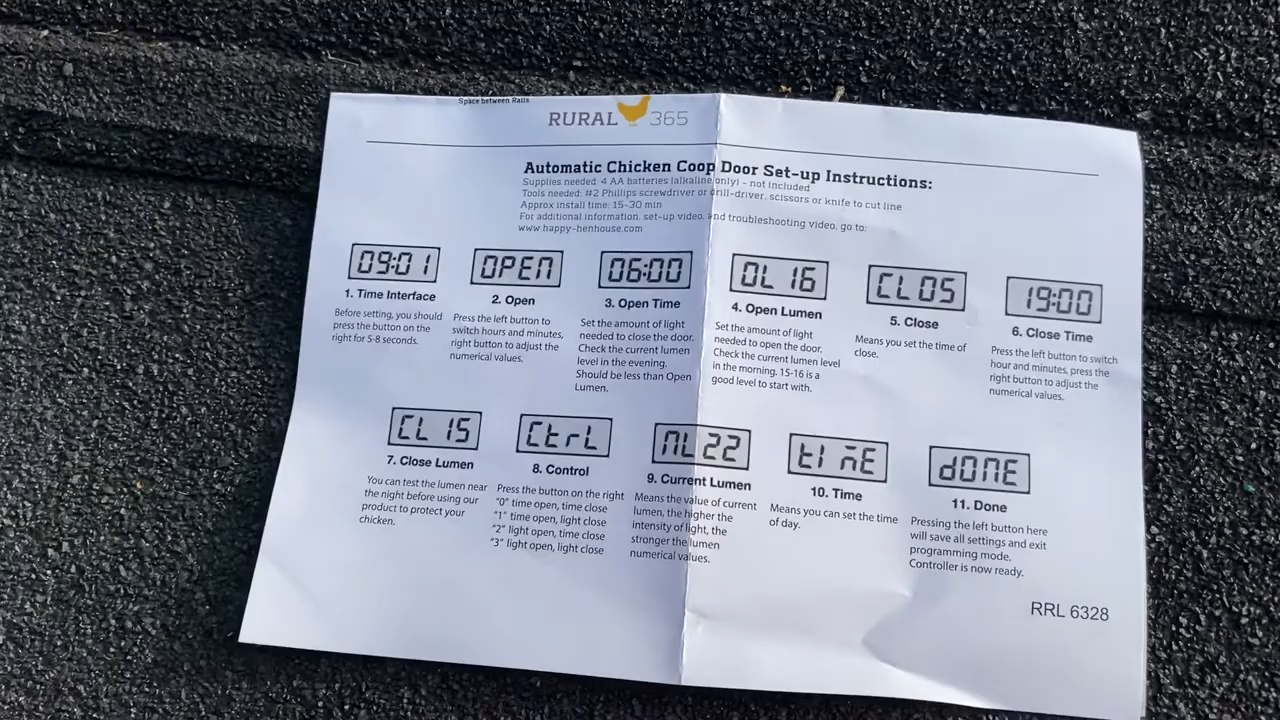 Space between Rails
RURAL 365
Automatic Chicken Coop Door Set-up Instructions:
Supplies needed: 4 AA batteries (alkaline only) - not included
Tools needed: #2 Phillips screwdriver or drill-driver, scissors or knife to cut line
Approx install time: 15-30 min
For additional information, set-up video, and troubleshooting video, go to:
www.happy-henhouse.com
09:01
1. Time Interface
Before setting, you should
press the button on the
right for 5-8 seconds.
OPEN
2. Open
Press the left button to
switch hours and minutes,
right button to adjust the
numerical values.
06:00
3. Open Time
Set the amount of light
needed to close the door.
Check the current lumen
level in the evening.
Should be less than Open
Lumen.
OL 16
4. Open Lumen
Set the amount of light
needed to open the door.
Check the current lumen level
in the morning. 15-16 is a
good level to start with.
CLOS
5. Close
Means you set the time of
close.
19:00
6. Close Time
Press the left button to switch
hour and minutes, press the
right button to adjust the
numerical values.
CL 15
7. Close Lumen
You can test the lumen near
the night before using our
product to protect your
chicken.
CtrL
8. Control
Press the button on the right
"0" time open, time close
"1" time open, light close
"2" light open, time close
"3" light open, light close
NL 22
9. Current Lumen
Means the value of current
lumen, the higher the
intensity of light, the
stronger the lumen
numerical values.
tIME
10. Time
Means you can set the time
of day.
dONE
11. Done
Pressing the left button here
will save all settings and exit
programming mode.
Controller is now ready.
RRL 6328